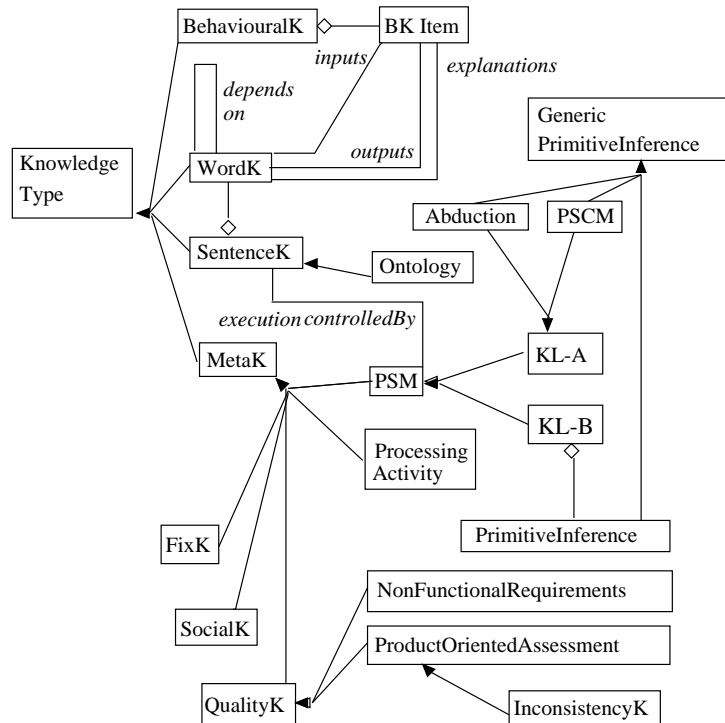 BehaviouralK
BK Item
inputs
explanations
depends
on
Generic
PrimitiveInference
Knowledge
Type
WordK
outputs
Abduction
PSCM
SentenceK
Ontology
execution controlledBy
MetaK
PSM
KL-A
KL-B
Processing
Activity
FixK
PrimitiveInference
NonFunctionalRequirements
SocialK
ProductOrientedAssessment
QualityK
InconsistencyK